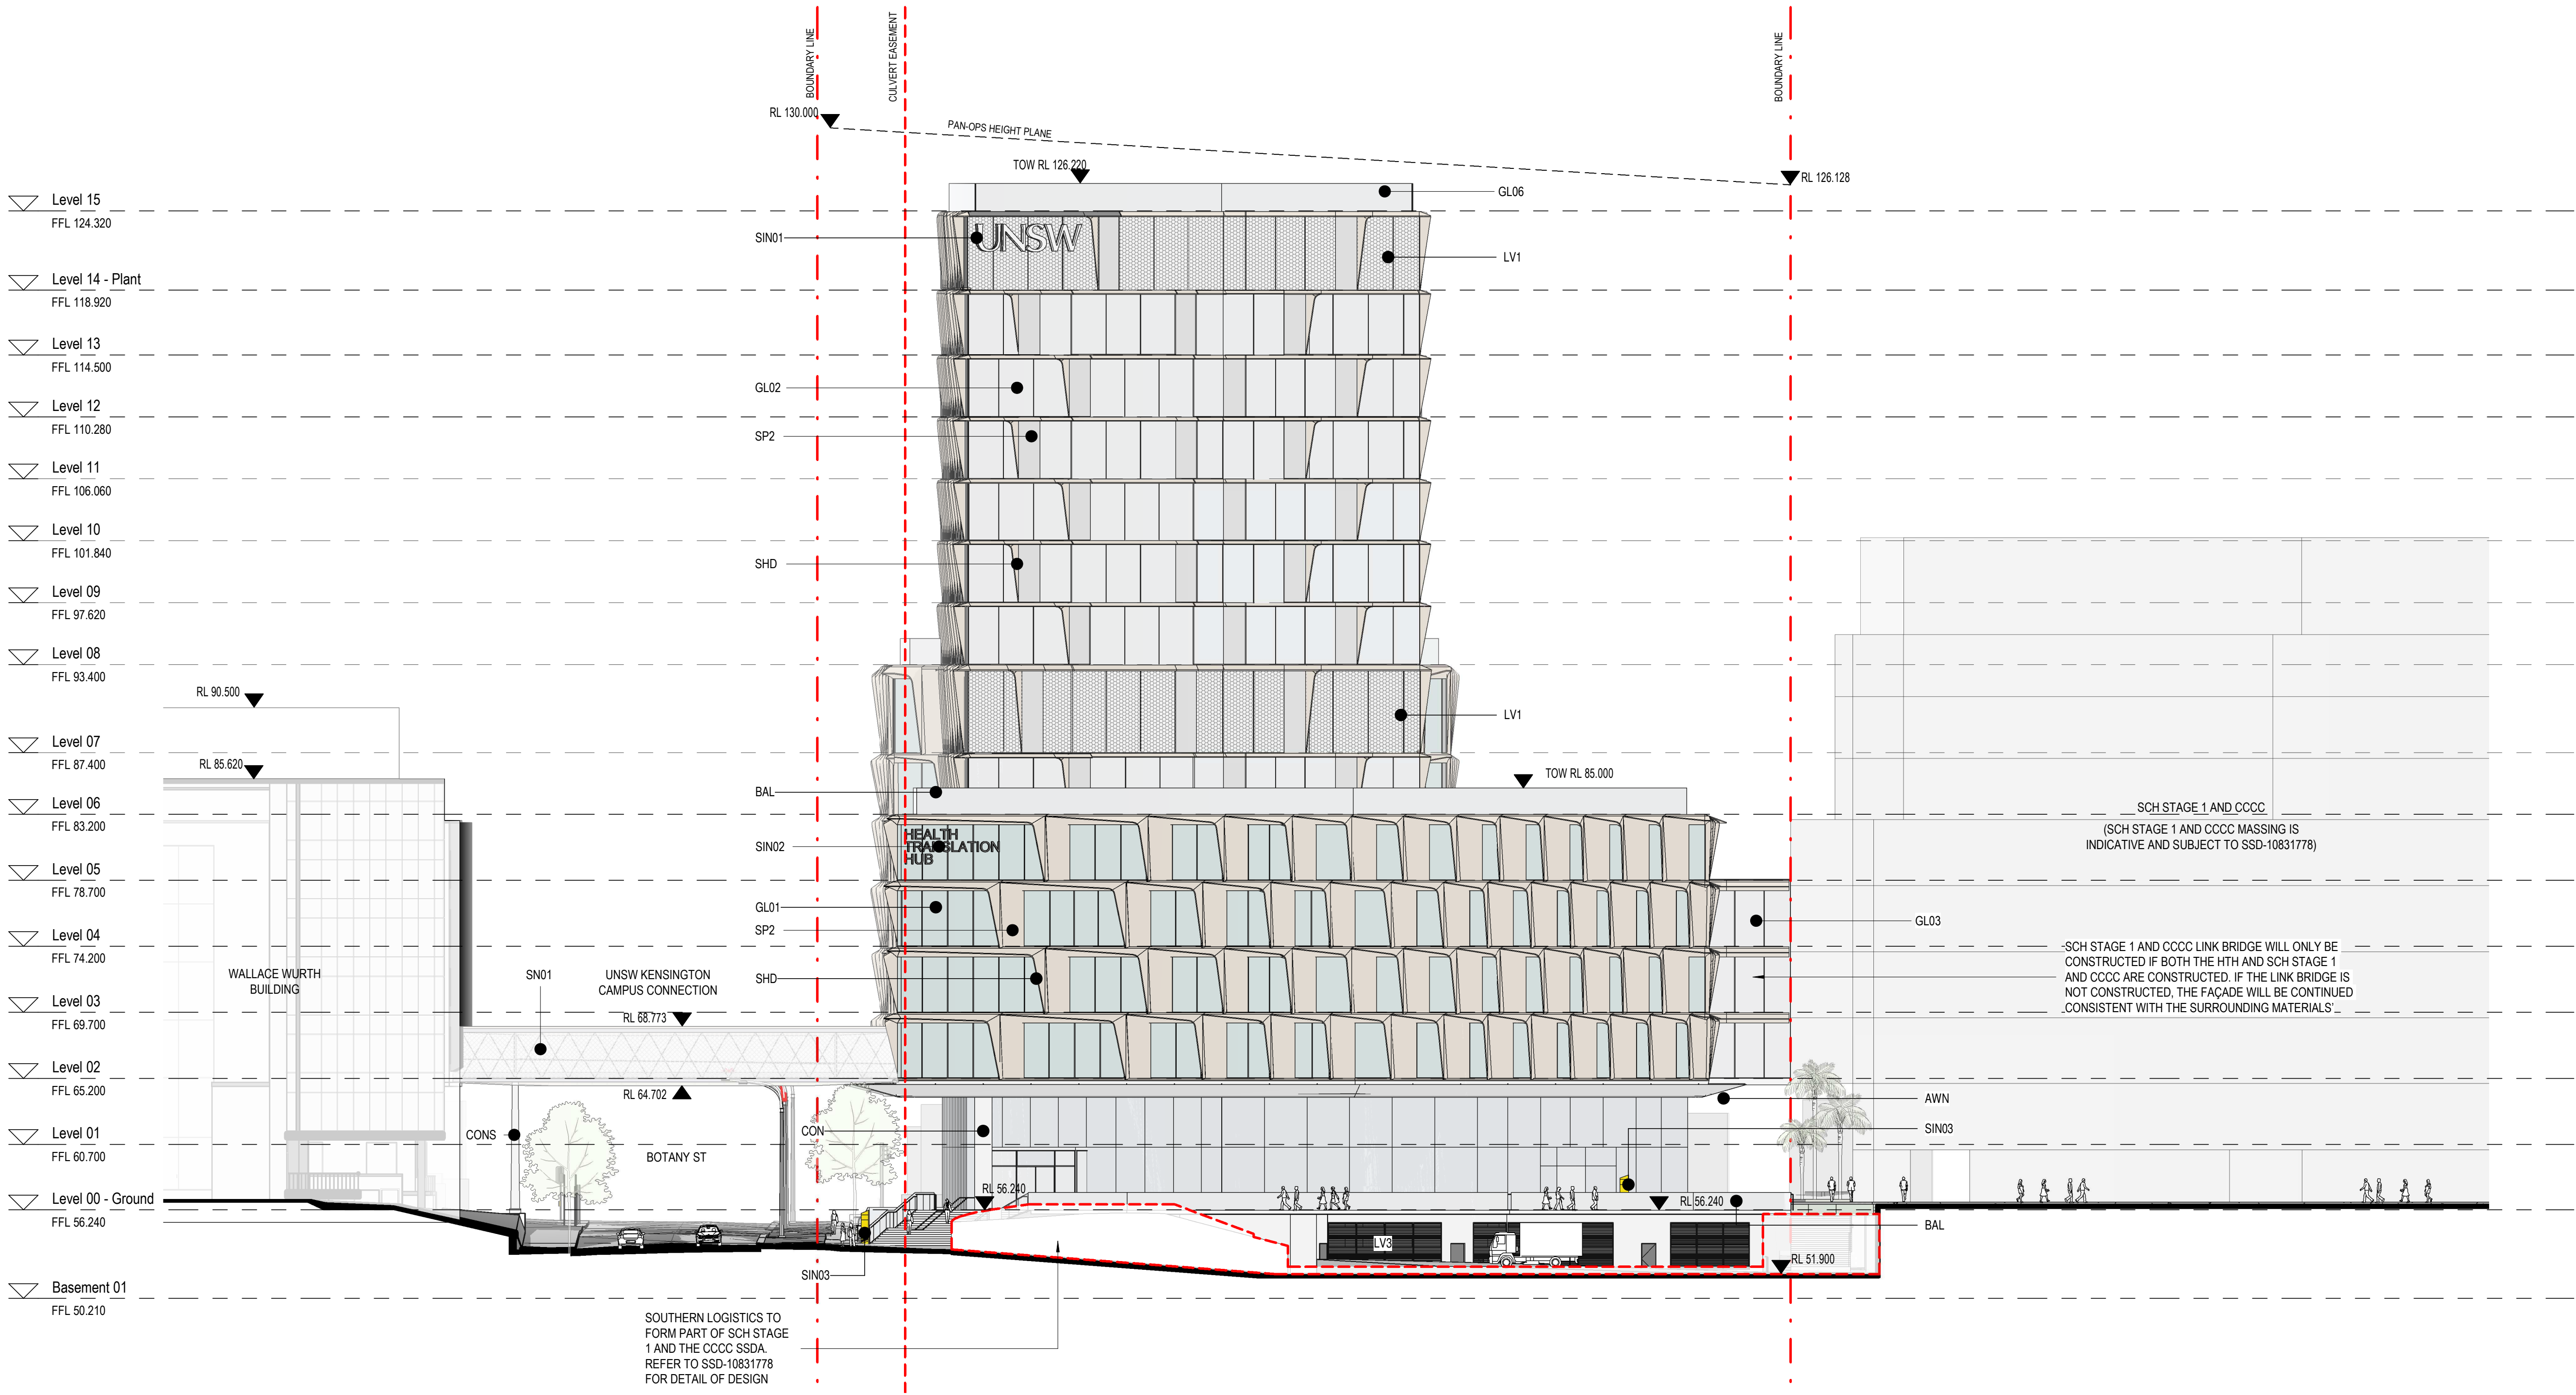 BOUNDARY LINE
CULVERT EASEMENT
BOUNDARY LINE
RL 130.000
PAN-OPS HEIGHT PLANE
TOW RL 126.220
RL 126.128
GL06
Level 15
FFL 124.320
SIN01
UNSW
LV1
Level 14 - Plant
FFL 118.920
Level 13
FFL 114.500
GL02
Level 12
FFL 110.280
SP2
Level 11
FFL 106.060
Level 10
FFL 101.840
SHD
Level 09
FFL 97.620
Level 08
FFL 93.400
RL 90.500
LV1
Level 07
FFL 87.400
RL 85.620
TOW RL 85.000
BAL
Level 06
FFL 83.200
SCH STAGE 1 AND CCCC
(SCH STAGE 1 AND CCCC MASSING IS
INDICATIVE AND SUBJECT TO SSD-10831778)
HEALTH
TRANSLATION
HUB
SIN02
Level 05
FFL 78.700
GL01
SP2
GL03
Level 04
FFL 74.200
SCH STAGE 1 AND CCCC LINK BRIDGE WILL ONLY BE
CONSTRUCTED IF BOTH THE HTH AND SCH STAGE 1
AND CCCC ARE CONSTRUCTED. IF THE LINK BRIDGE IS
NOT CONSTRUCTED, THE FAÇADE WILL BE CONTINUED
CONSISTENT WITH THE SURROUNDING MATERIALS'
WALLACE WURTH
BUILDING
SN01
UNSW KENSINGTON
CAMPUS CONNECTION
SHD
Level 03
FFL 69.700
RL 68.773
Level 02
FFL 65.200
RL 64.702
AWN
Level 01
FFL 60.700
CONS
CON
SIN03
BOTANY ST
Level 00 - Ground
FFL 56.240
RL 56.240
RL 56.240
BAL
LV3
RL 51.900
SIN03
Basement 01
FFL 50.210
SOUTHERN LOGISTICS TO
FORM PART OF SCH STAGE
1 AND THE CCCC SSDA.
REFER TO SSD-10831778
FOR DETAIL OF DESIGN